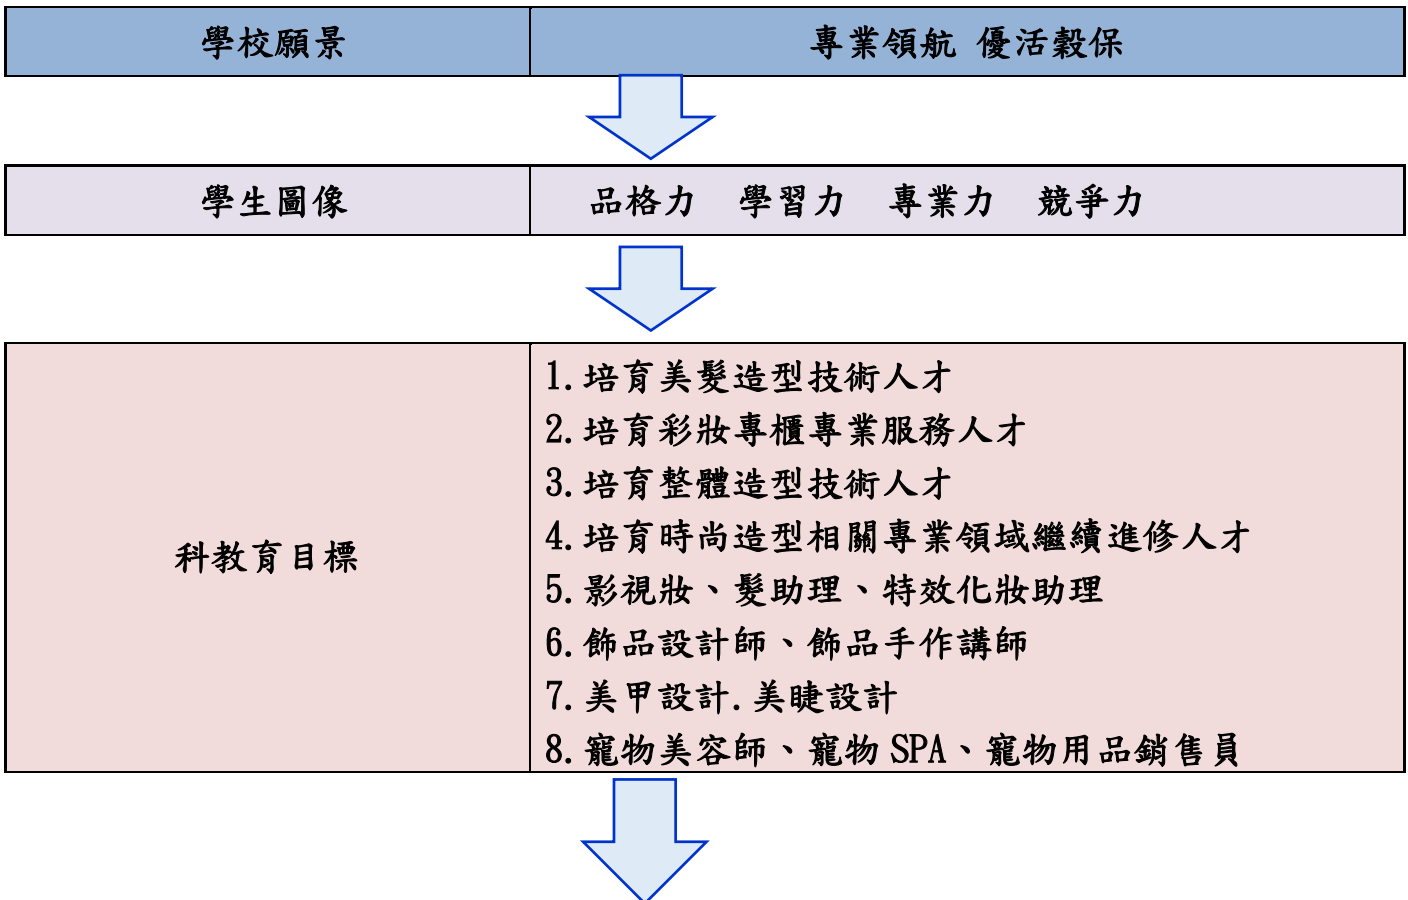 學校願景 專業領航 優活穀保
學生圖像 品格力 學習力 專業力 競爭力
科教育目標
1.培育美髮造型技術人才
2.培育彩妝專櫃專業服務人才
3.培育整體造型技術人才
4.培育時尚造型相關專業領域繼續進修人才
5.影視妝、髮助理、特效化妝助理
6.飾品設計師、飾品手作講師
7.美甲設計.美睫設計
8.寵物美容師、寵物 SPA、寵物用品銷售員